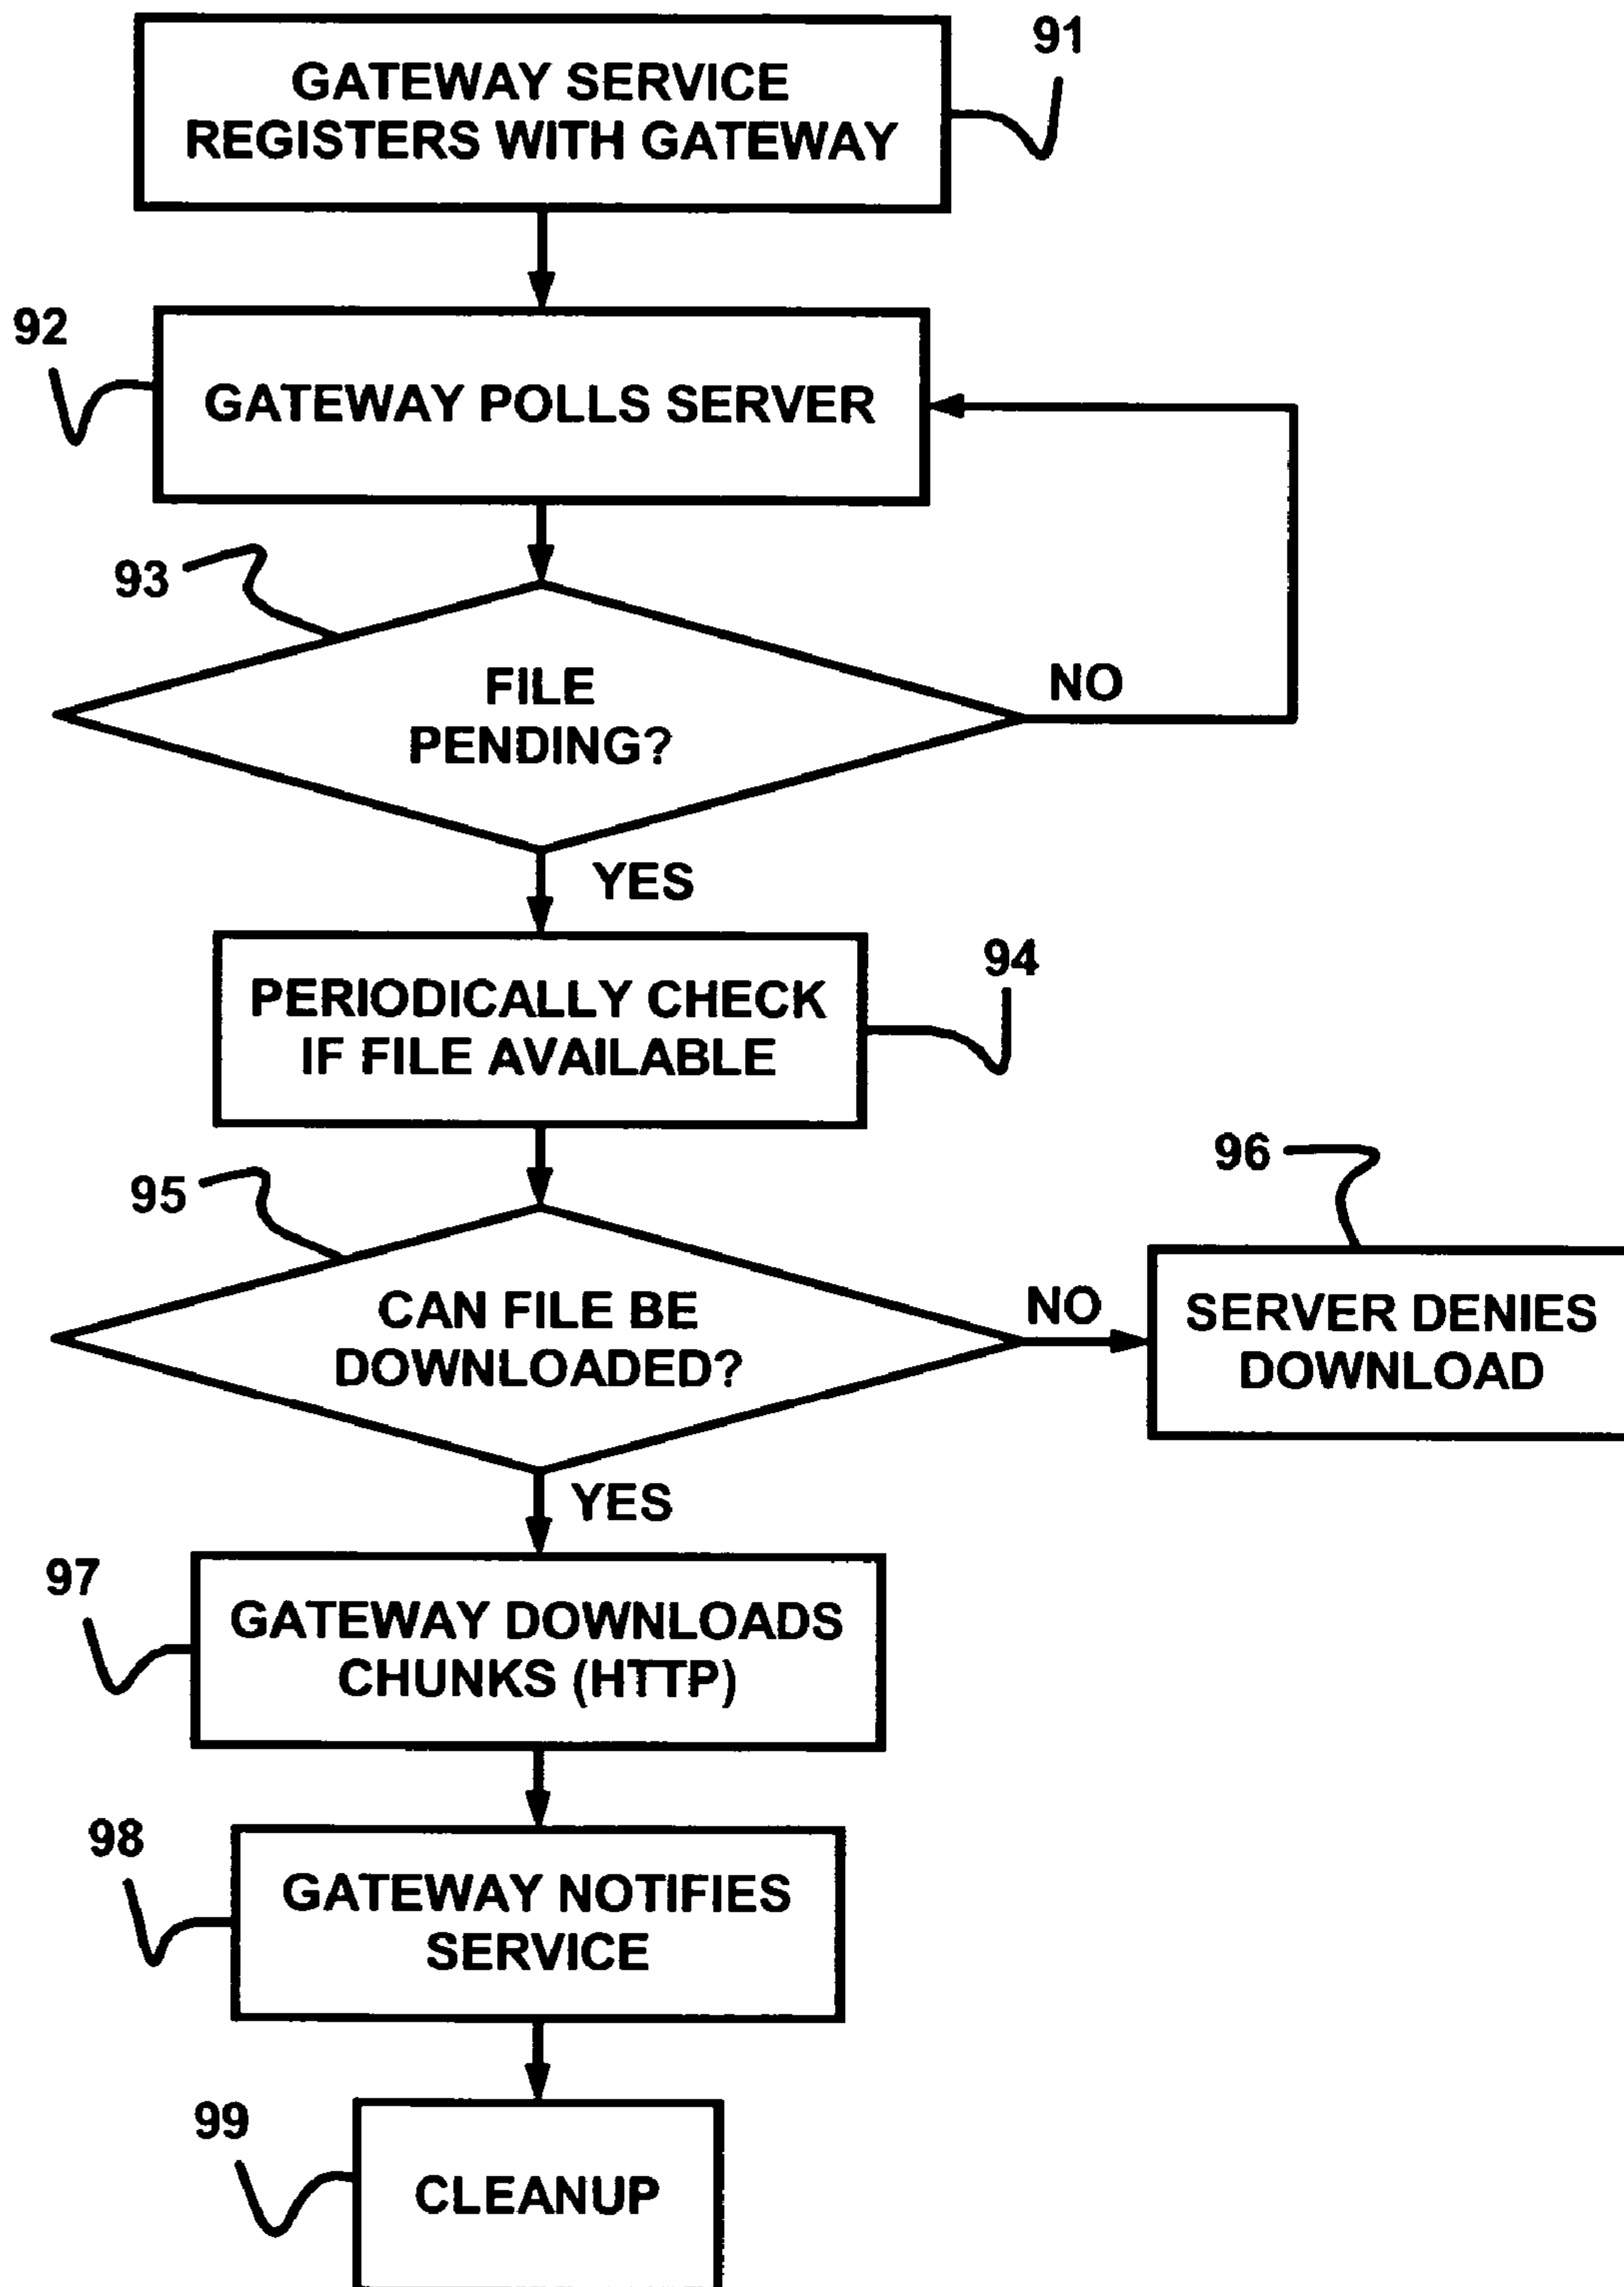 91
GATEWAY SERVICE
REGISTERS WITH GATEWAY
92
GATEWAY POLLS SERVER
93
FILE
PENDING?
NO
YES
94
PERIODICALLY CHECK
IF FILE AVAILABLE
95
CAN FILE BE
DOWNLOADED?
NO
96
SERVER DENIES
DOWNLOAD
YES
97
GATEWAY DOWNLOADS
CHUNKS (HTTP)
98
GATEWAY NOTIFIES
SERVICE
99
CLEANUP